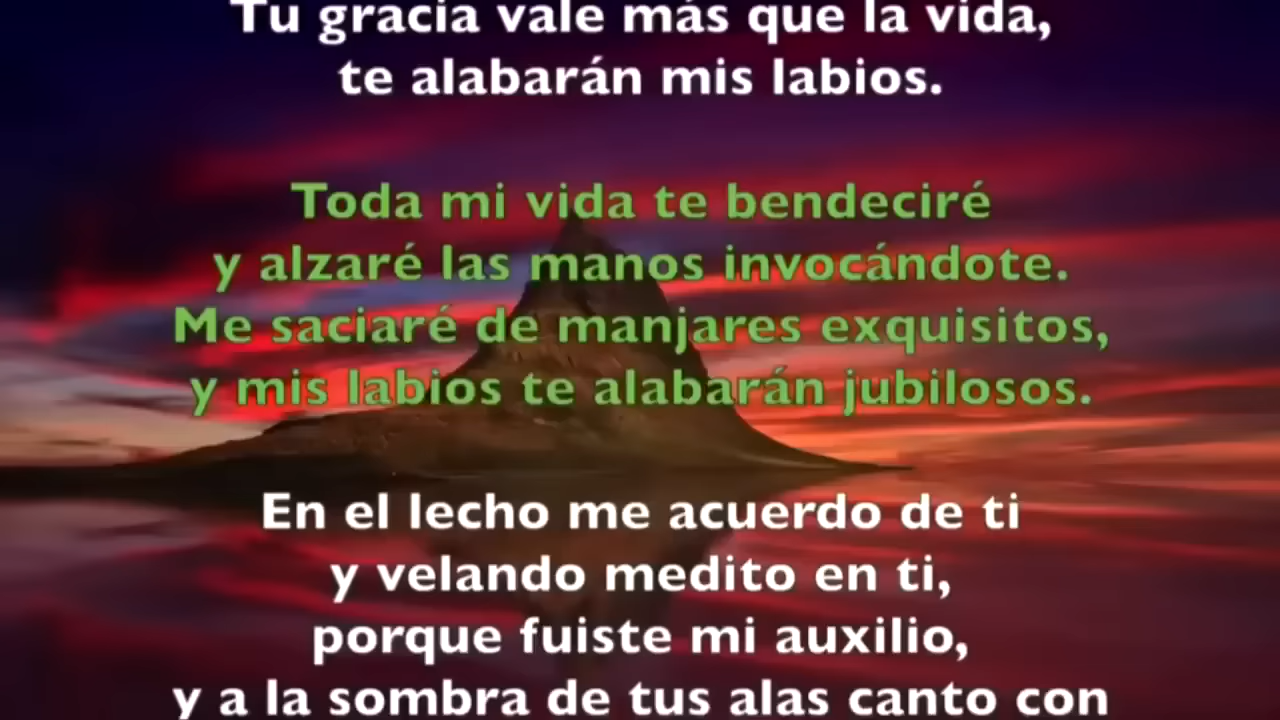 Tu gracia vale más que la vida,
te alabarán mis labios.
Toda mi vida te bendeciré
y alzaré las manos invocándote.
Me saciaré de manjares exquisitos,
y mis labios te alabarán jubilosos.
En el lecho me acuerdo de ti
y velando medito en ti,
porque fuiste mi auxilio,
y a la sombra de tus alas canto con